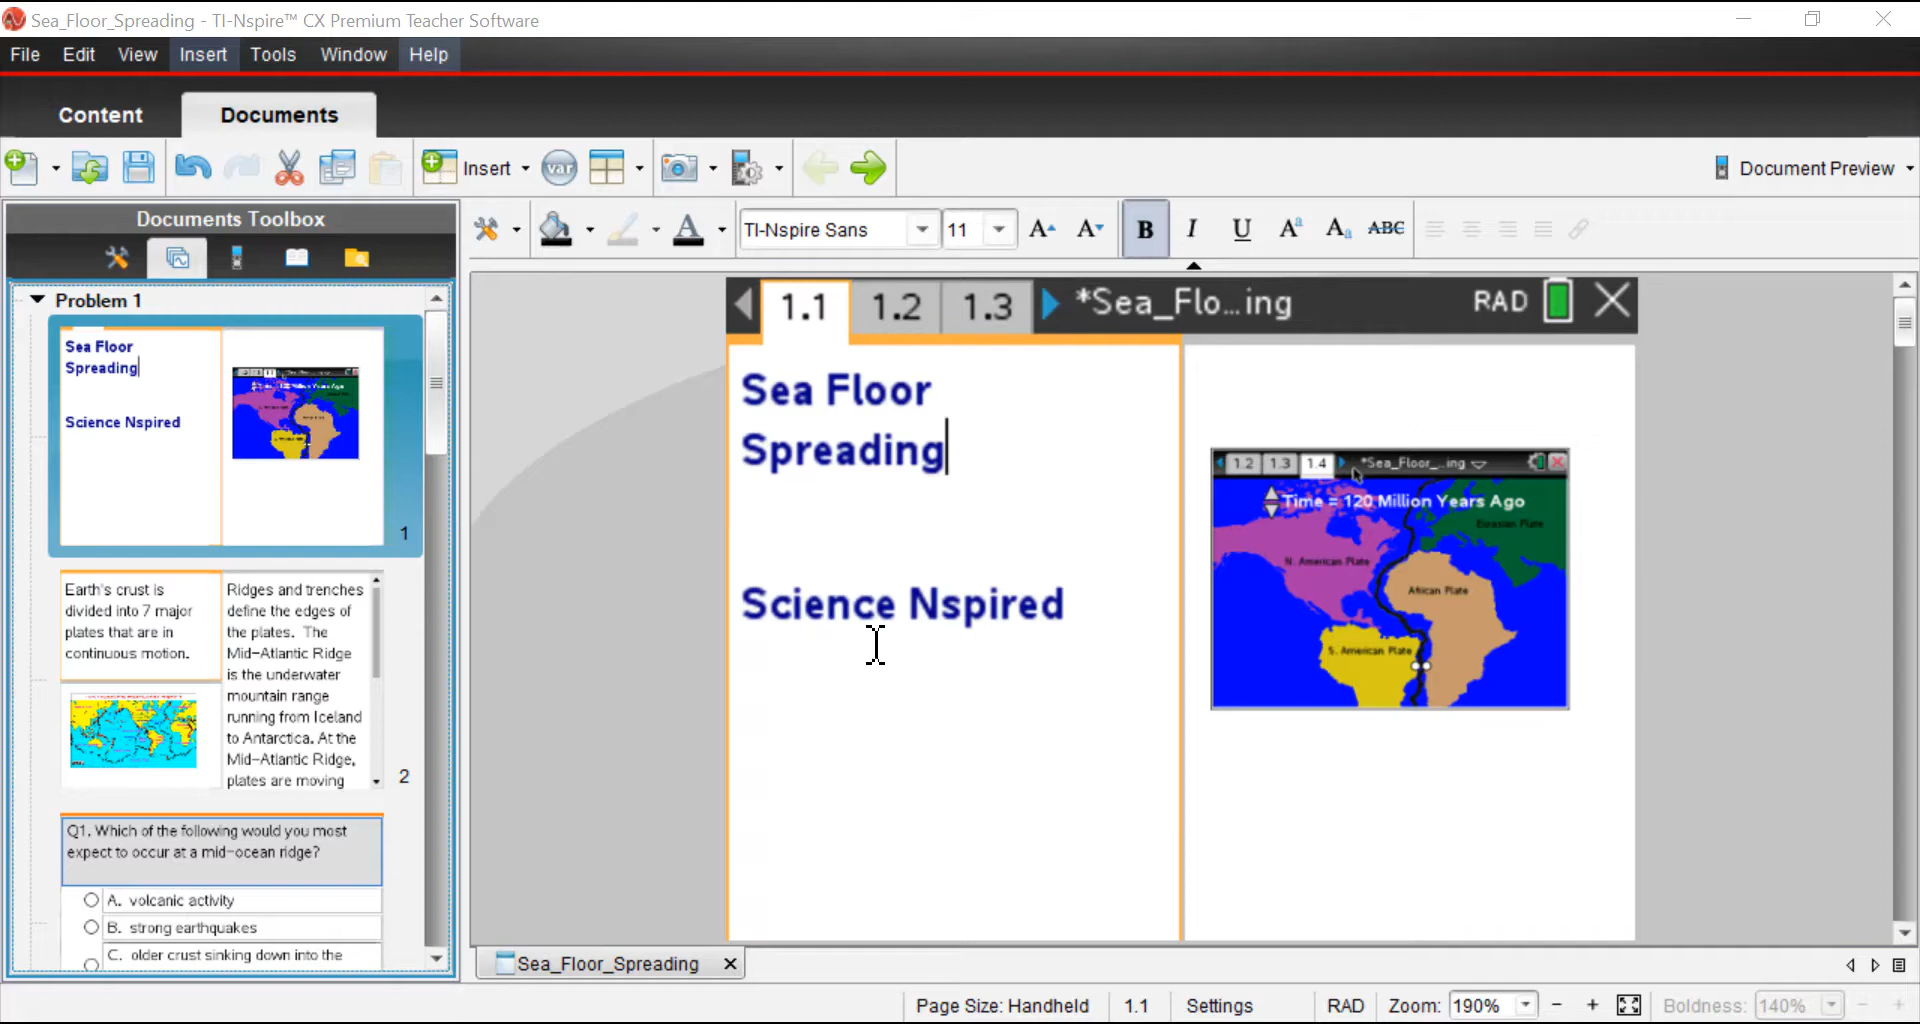 Sea_Floor_Spreading - TI-Nspire™ CX Premium Teacher Software
File Edit View Insert Tools Window Help
Content Documents
Insert var Document Preview
Documents Toolbox
TI-Nspire Sans 11 A A B I U Aa Aa ABC
Problem 1
Sea Floor
Spreading
Science Nspired
1
Earth's crust is
divided into 7 major
plates that are in
continuous motion.
Ridges and trenches
define the edges of
the plates. The
Mid-Atlantic Ridge
is the underwater
mountain range
running from Iceland
to Antarctica. At the
Mid-Atlantic Ridge,
plates are moving
2
Q1. Which of the following would you most
expect to occur at a mid-ocean ridge?
A. volcanic activity
B. strong earthquakes
C. older crust sinking down into the
1.1 1.2 1.3 *Sea_Flo...ing RAD
Sea Floor
Spreading
Science Nspired
1.2 1.3 1.4 *Sea_Floor_...ing
Time = 120 Million Years Ago
Eurasian Plate
N. American Plate
African Plate
S. American Plate
Sea_Floor_Spreading
Page Size: Handheld 1.1 Settings RAD Zoom: 190% Boldness: 140%